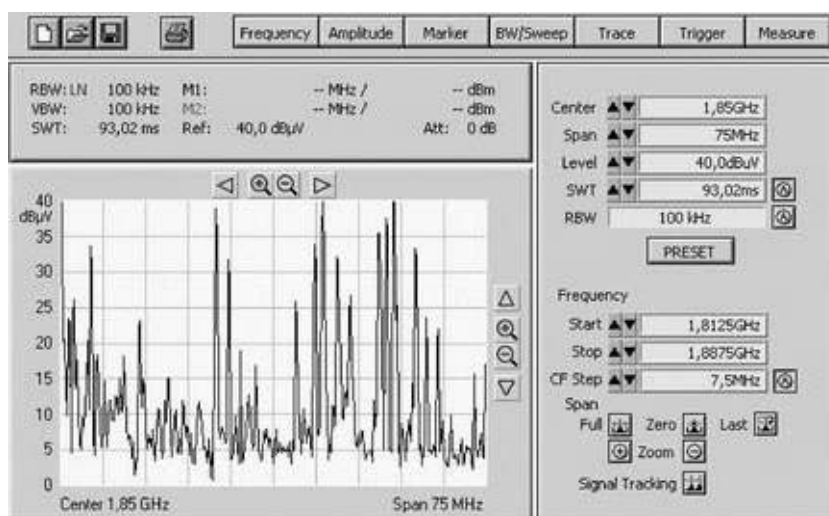 Frequency Amplitude Marker BW/Sweep Trace Trigger Measure
RBW: LN 100 kHz M1: -- MHz / -- dBm
VBW: 100 kHz M2: -- MHz / -- dBm
SWT: 93,02 ms Ref: 40,0 dBµV Att: 0 dB
40
dBµV
35
30
25
20
15
10
5
0
Center 1,85 GHz Span 75 MHz
Center 1,85GHz
Span 75MHz
Level 40,0dBuV
SWT 93,02ms
RBW 100 kHz
PRESET
Frequency
Start 1,8125GHz
Stop 1,8875GHz
CF Step 7,5MHz
Span
Full Zero Last
Zoom
Signal Tracking